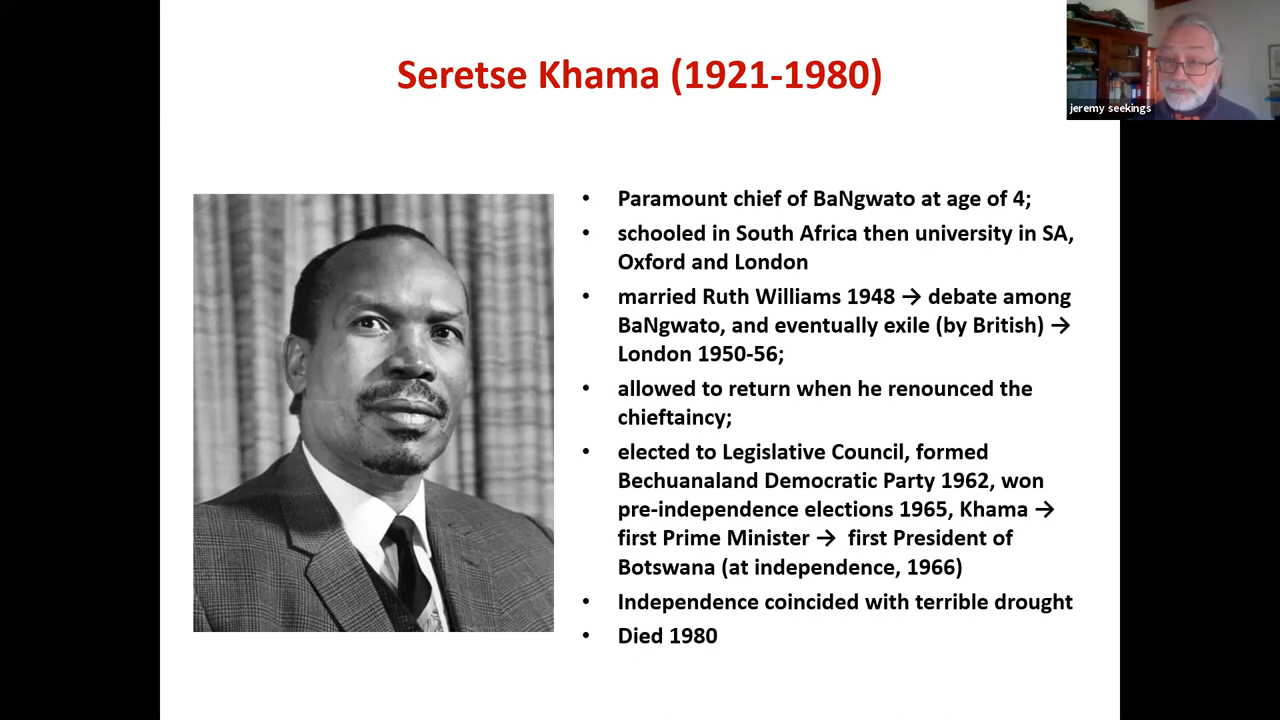 Seretse Khama (1921-1980)
jeremy seekings
• Paramount chief of BaNgwato at age of 4;
• schooled in South Africa then university in SA,
Oxford and London
• married Ruth Williams 1948 → debate among
BaNgwato, and eventually exile (by British) →
London 1950-56;
• allowed to return when he renounced the
chieftaincy;
• elected to Legislative Council, formed
Bechuanaland Democratic Party 1962, won
pre-independence elections 1965, Khama →
first Prime Minister → first President of
Botswana (at independence, 1966)
• Independence coincided with terrible drought
• Died 1980